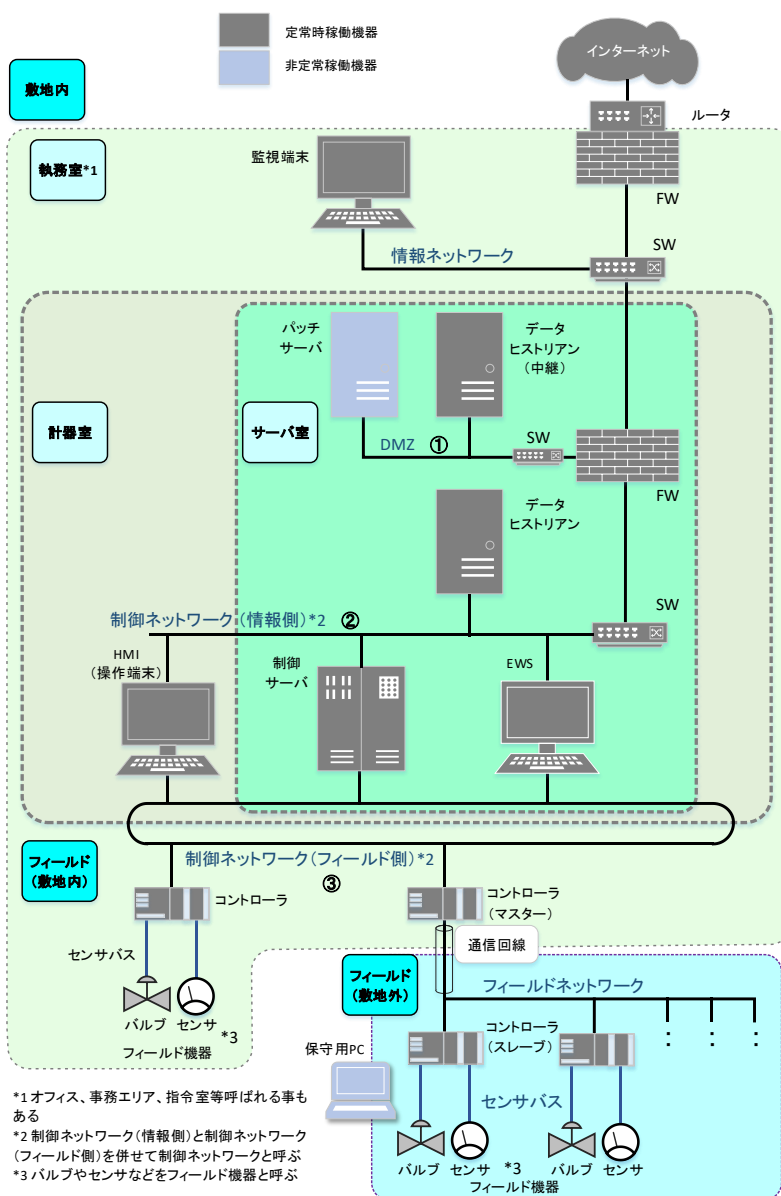 定常時稼働機器
非定常稼働機器
インターネット
敷地内
ルータ
執務室*1
監視端末
FW
SW
情報ネットワーク
パッチ
サーバ
データ
ヒストリアン
（中継）
計器室
サーバ室
DMZ ①
SW
FW
データ
ヒストリアン
SW
制御ネットワーク（情報側）*2 ②
HMI
（操作端末）
制御
サーバ
EWS
フィールド
（敷地内）
制御ネットワーク（フィールド側）*2
③
コントローラ
コントローラ
（マスター）
センサバス
通信回線
バルブ センサ *3
フィールド機器
フィールド
（敷地外）
フィールドネットワーク
コントローラ
（スレーブ）
：
：
：
保守用PC
センサバス
バルブ センサ *3 バルブ センサ
フィールド機器
*1 オフィス、事務エリア、指令室等呼ばれる事も
ある
*2 制御ネットワーク（情報側）と制御ネットワーク
（フィールド側）を併せて制御ネットワークと呼ぶ
*3 バルブやセンサなどをフィールド機器と呼ぶ